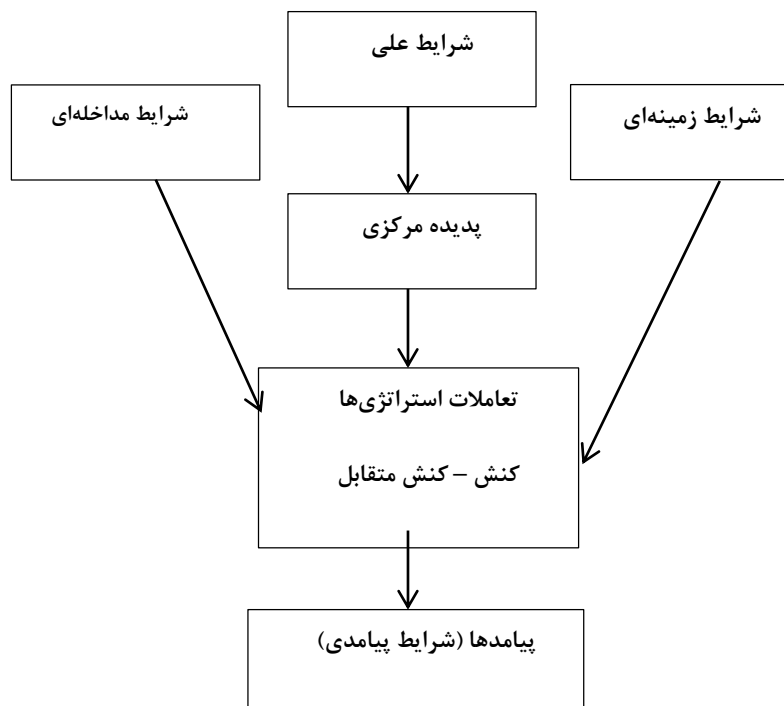 شرایط علی
شرایط زمینه‌ای
شرایط مداخله‌ای
پدیده مرکزی
تعاملات استراتژی‌ها
کنش – کنش متقابل
پیامدها (شرایط پیامدی)